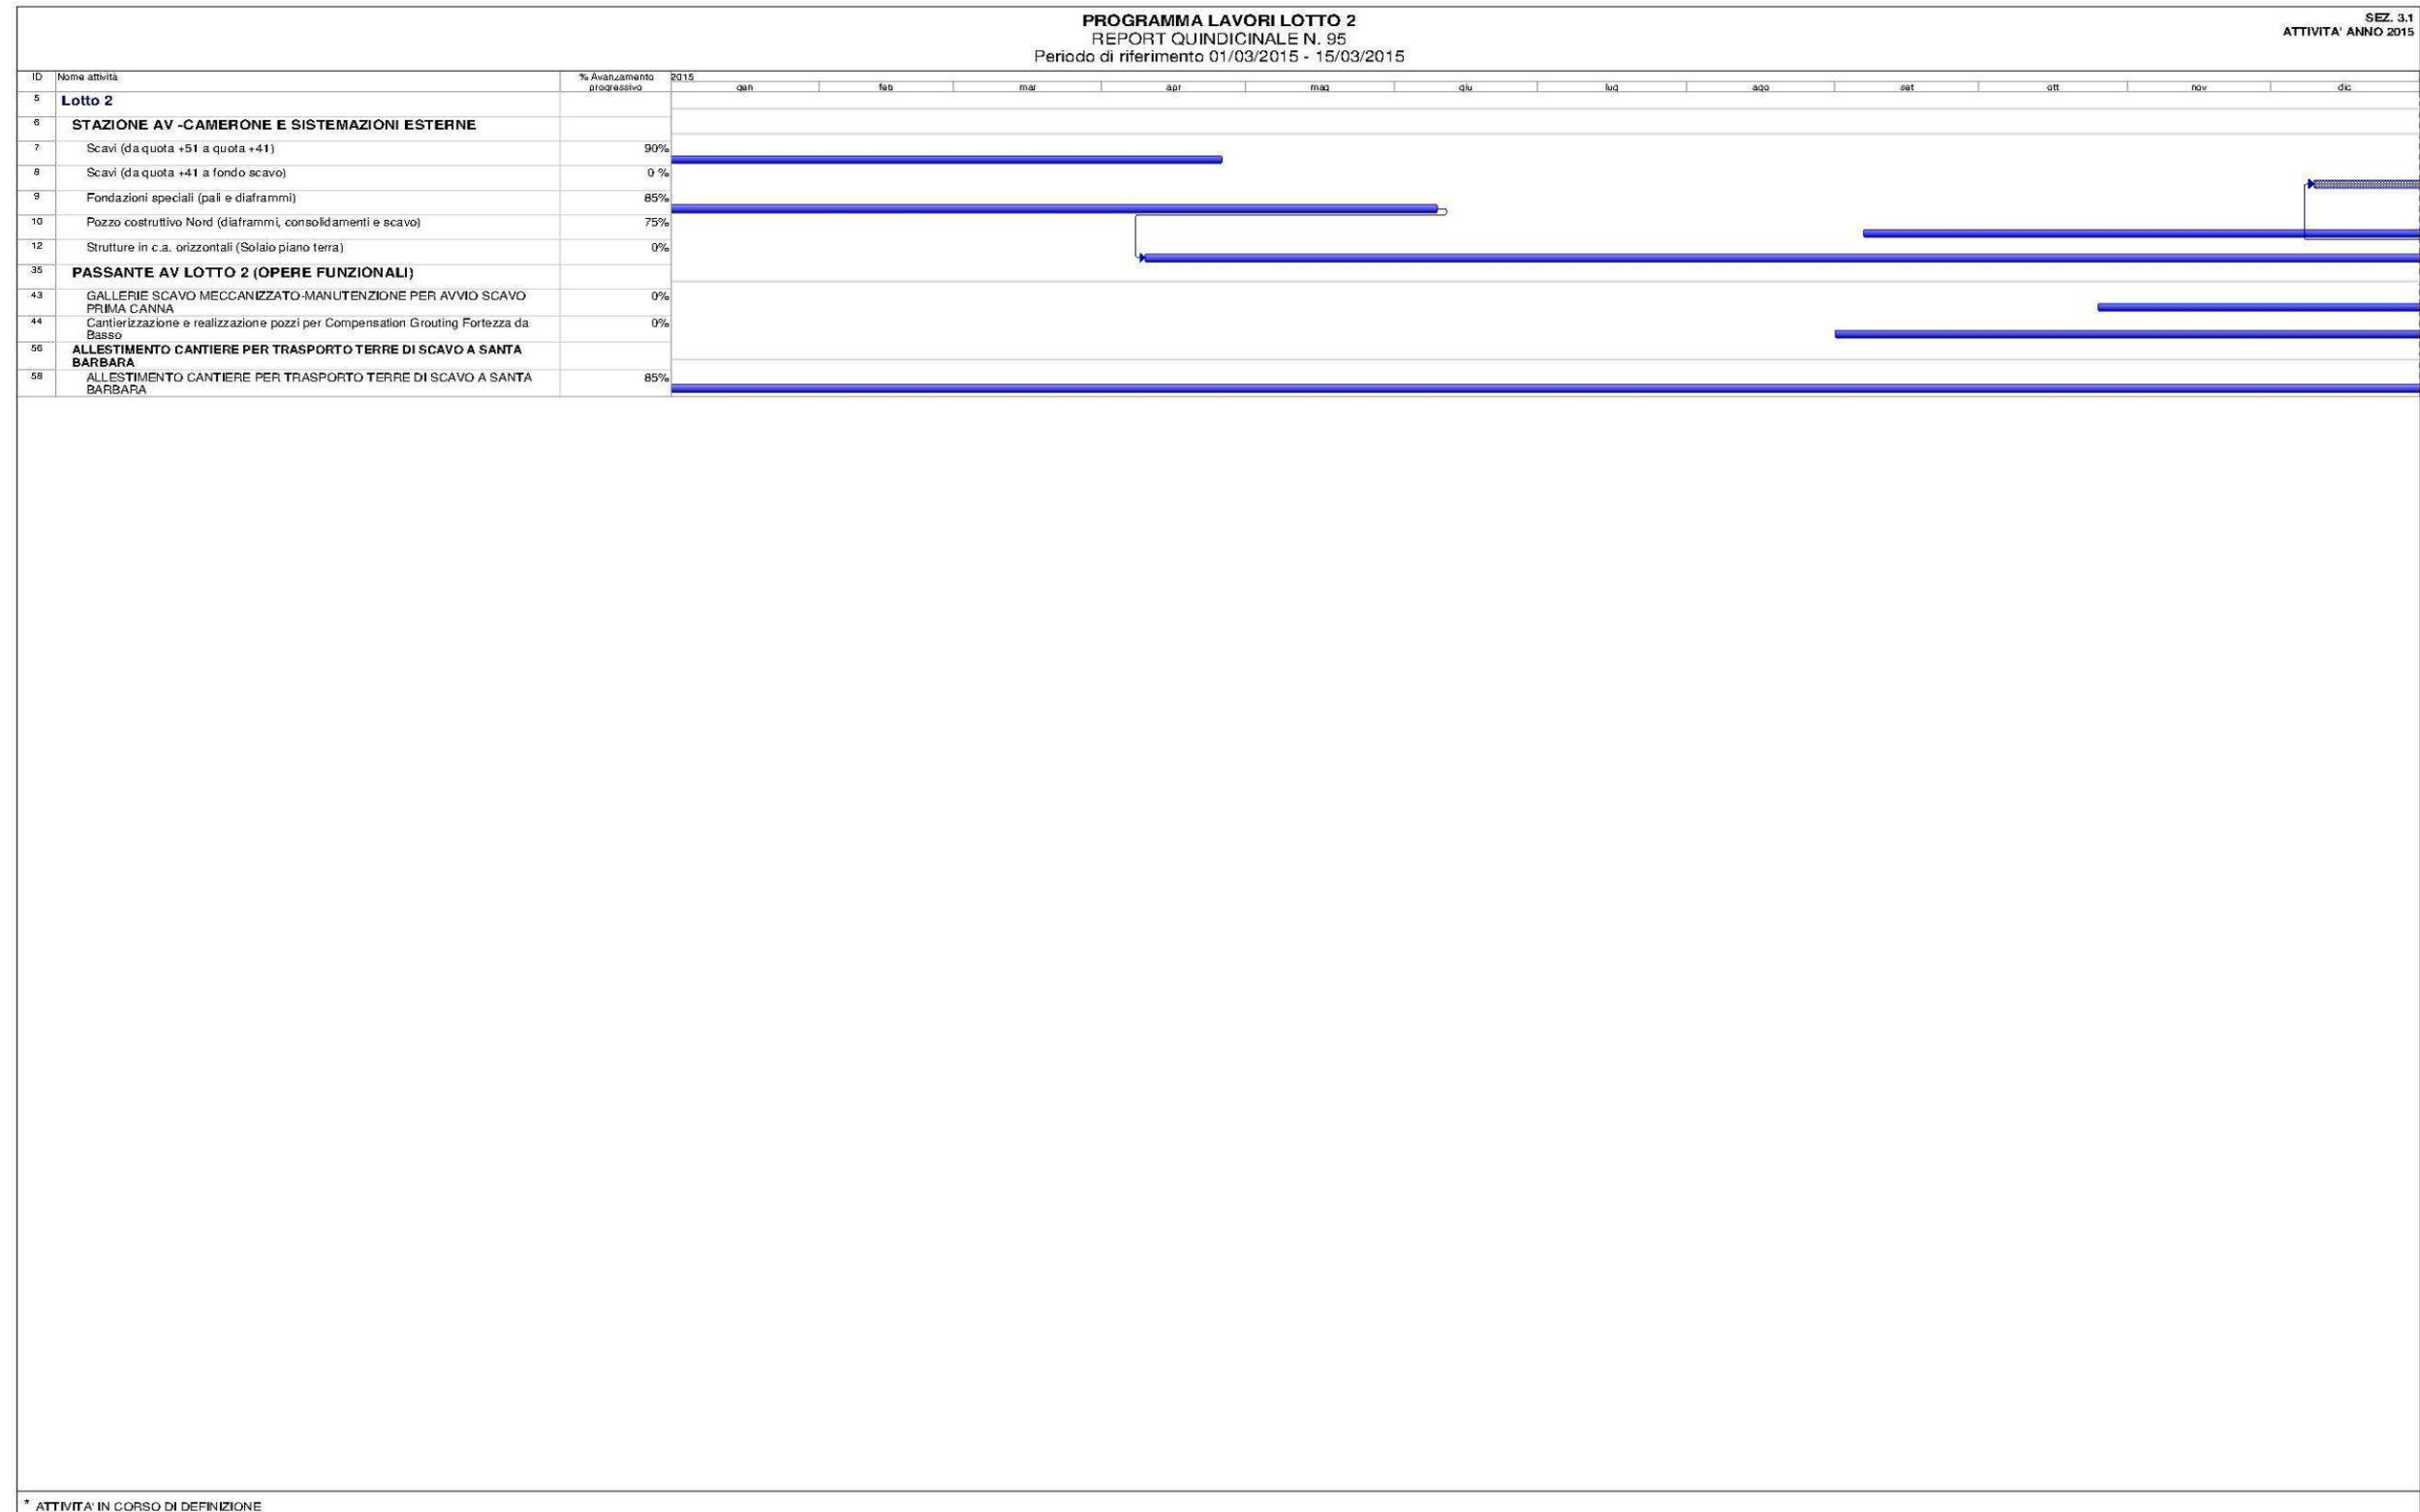 PROGRAMMA LAVORI LOTTO 2
REPORT QUINDICINALE N. 95
Periodo di riferimento 01/03/2015 - 15/03/2015
SEZ. 3.1
ATTIVITA' ANNO 2015
ID Nome attività % Avanzamento progressivo 2015
gen feb mar apr mag giu lug ago set ott nov dic
5 Lotto 2
6 STAZIONE AV -CAMERONE E SISTEMAZIONI ESTERNE
7 Scavi (da quota +51 a quota +41) 90%
8 Scavi (da quota +41 a fondo scavo) 0 %
9 Fondazioni speciali (pali e diaframmi) 85%
10 Pozzo costruttivo Nord (diaframmi, consolidamenti e scavo) 75%
12 Strutture in c.a. orizzontali (Solaio piano terra) 0%
35 PASSANTE AV LOTTO 2 (OPERE FUNZIONALI)
43 GALLERIE SCAVO MECCANIZZATO-MANUTENZIONE PER AVVIO SCAVO 0%
PRIMA CANNA
44 Cantierizzazione e realizzazione pozzi per Compensation Grouting Fortezza da 0%
Basso
56 ALLESTIMENTO CANTIERE PER TRASPORTO TERRE DI SCAVO A SANTA
BARBARA
58 ALLESTIMENTO CANTIERE PER TRASPORTO TERRE DI SCAVO A SANTA 85%
BARBARA
* ATTIVITA' IN CORSO DI DEFINIZIONE